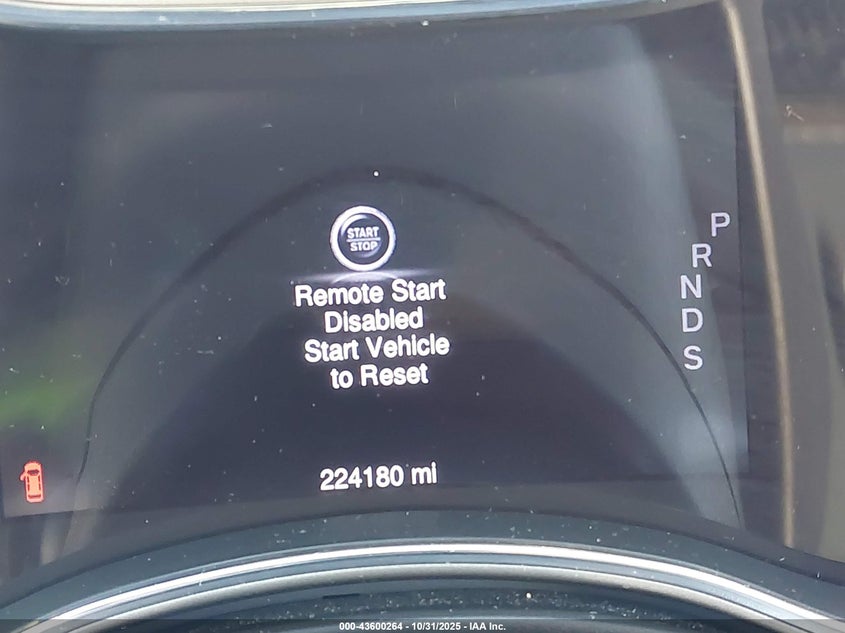 START
STOP
Remote Start
Disabled
Start Vehicle
to Reset
P
R
N
D
S
224180 mi
000-43600264 - 10/31/2025 - IAA Inc.